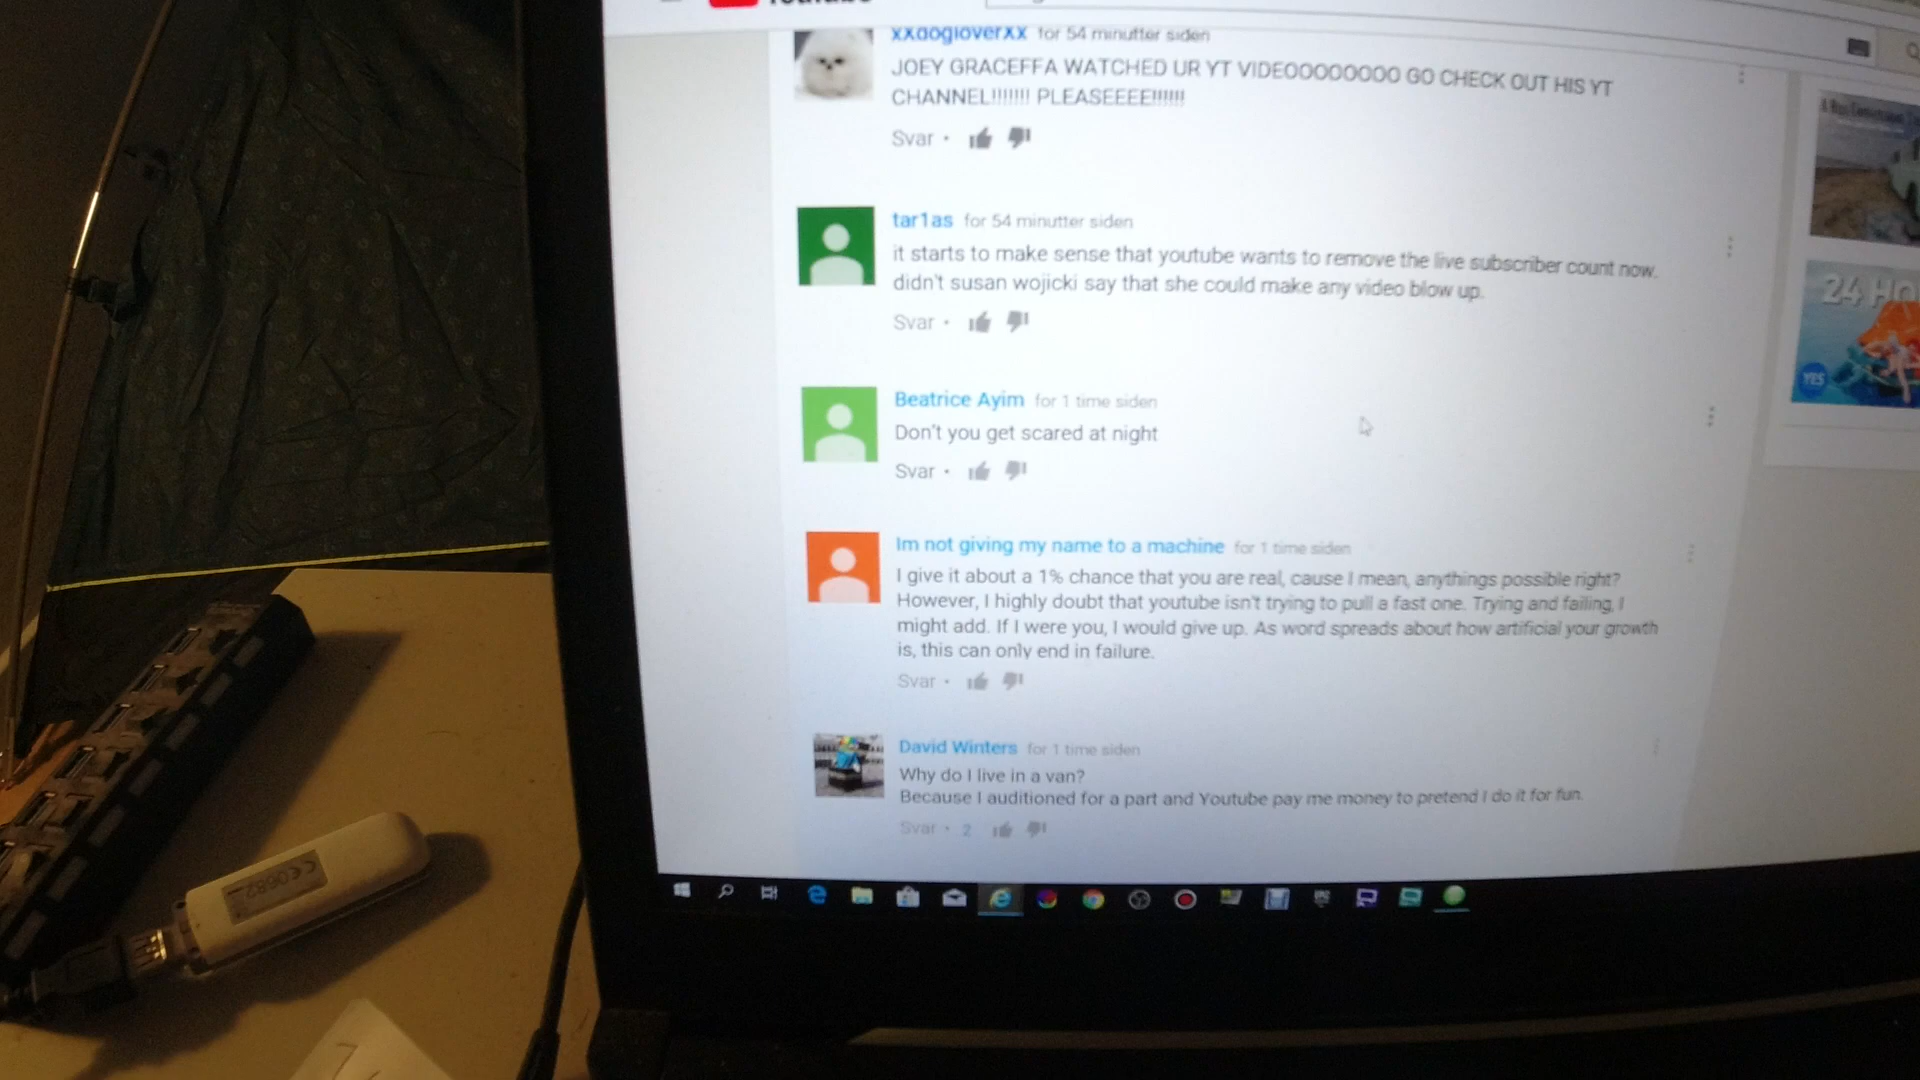 xxdogloverxx for 54 minutter siden
JOEY GRACEFFA WATCHED UR YT VIDEOOOOOOOO GO CHECK OUT HIS YT
CHANNEL!!!!!!! PLEASEEEE!!!!!!
Svar •
tar1as for 54 minutter siden
it starts to make sense that youtube wants to remove the live subscriber count now.
didn't susan wojicki say that she could make any video blow up.
Svar •
Beatrice Ayim for 1 time siden
Don't you get scared at night
Svar •
Im not giving my name to a machine for 1 time siden
I give it about a 1% chance that you are real, cause I mean, anythings possible right?
However, I highly doubt that youtube isn't trying to pull a fast one. Trying and failing, I
might add. If I were you, I would give up. As word spreads about how artificial your growth
is, this can only end in failure.
Svar •
David Winters for 1 time siden
Why do I live in a van?
Because I auditioned for a part and Youtube pay me money to pretend I do it for fun.
Svar • 2
24 HO
YES
CE0682